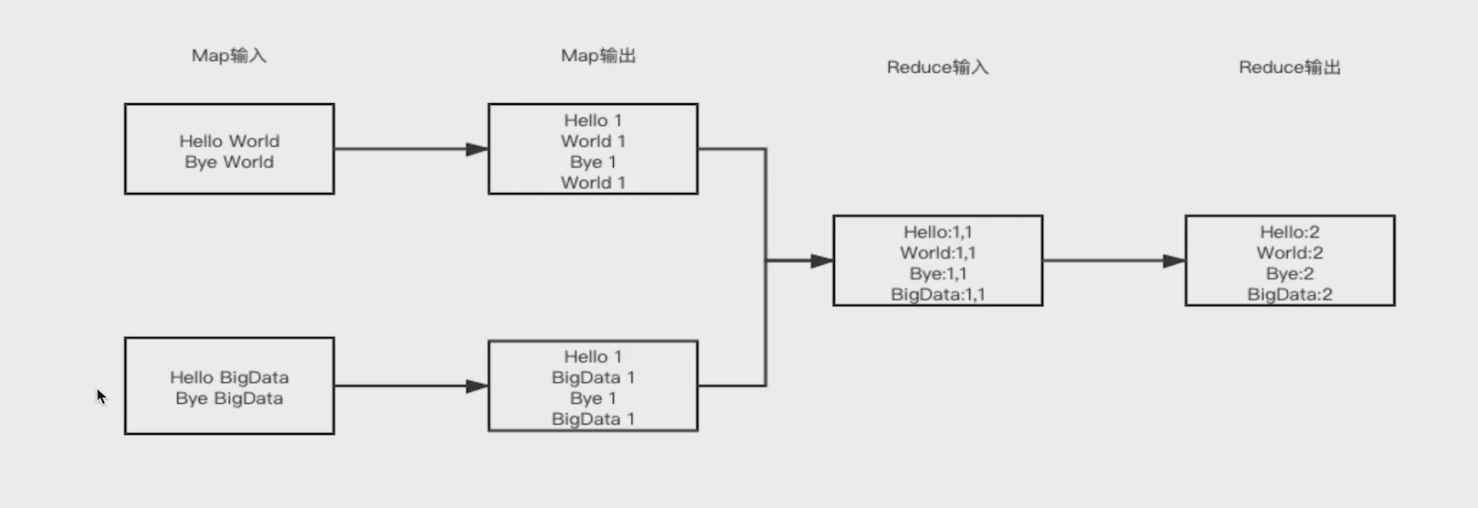 Map输入
Map输出
Reduce输入
Reduce输出
Hello World
Bye World
Hello 1
World 1
Bye 1
World 1
Hello:1,1
World:1,1
Bye:1,1
BigData:1,1
Hello:2
World:2
Bye:2
BigData:2
Hello BigData
Bye BigData
Hello 1
BigData 1
Bye 1
BigData 1